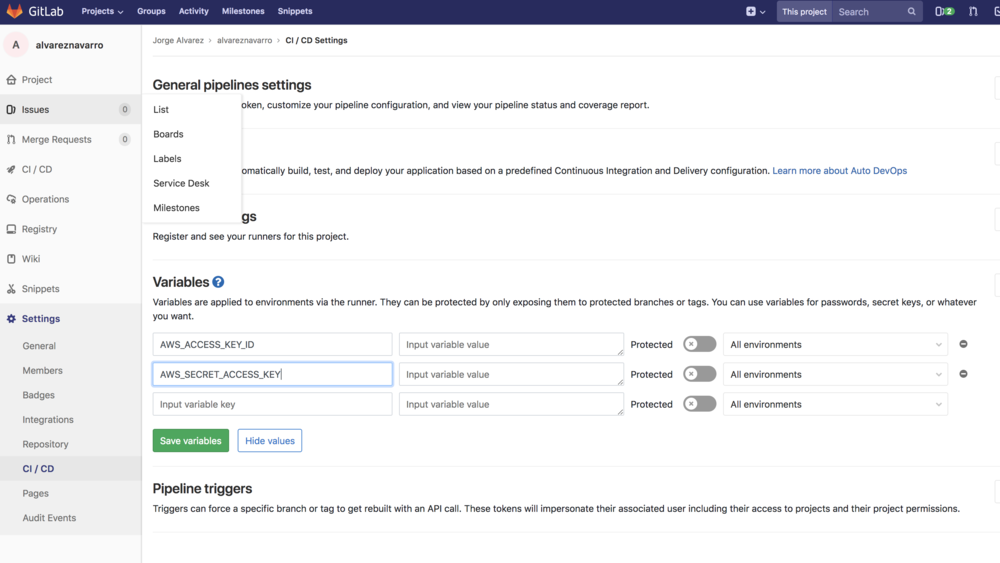 GitLab Projects Groups Activity Milestones Snippets This project Search 2
A alvareznavarro
Jorge Alvarez > alvareznavarro > CI / CD Settings
Project
Issues 0
Merge Requests 0
CI / CD
Operations
Registry
Wiki
Snippets
Settings
General
Members
Badges
Integrations
Repository
CI / CD
Pages
Audit Events
List
Boards
Labels
Service Desk
Milestones
General pipelines settings
oken, customize your pipeline configuration, and view your pipeline status and coverage report.
omatically build, test, and deploy your application based on a predefined Continuous Integration and Delivery configuration. Learn more about Auto DevOps
gs
Register and see your runners for this project.
Variables ?
Variables are applied to environments via the runner. They can be protected by only exposing them to protected branches or tags. You can use variables for passwords, secret keys, or whatever
you want.
AWS_ACCESS_KEY_ID Input variable value Protected All environments
AWS_SECRET_ACCESS_KEY Input variable value Protected All environments
Input variable key Input variable value Protected All environments
Save variables Hide values
Pipeline triggers
Triggers can force a specific branch or tag to get rebuilt with an API call. These tokens will impersonate their associated user including their access to projects and their project permissions.